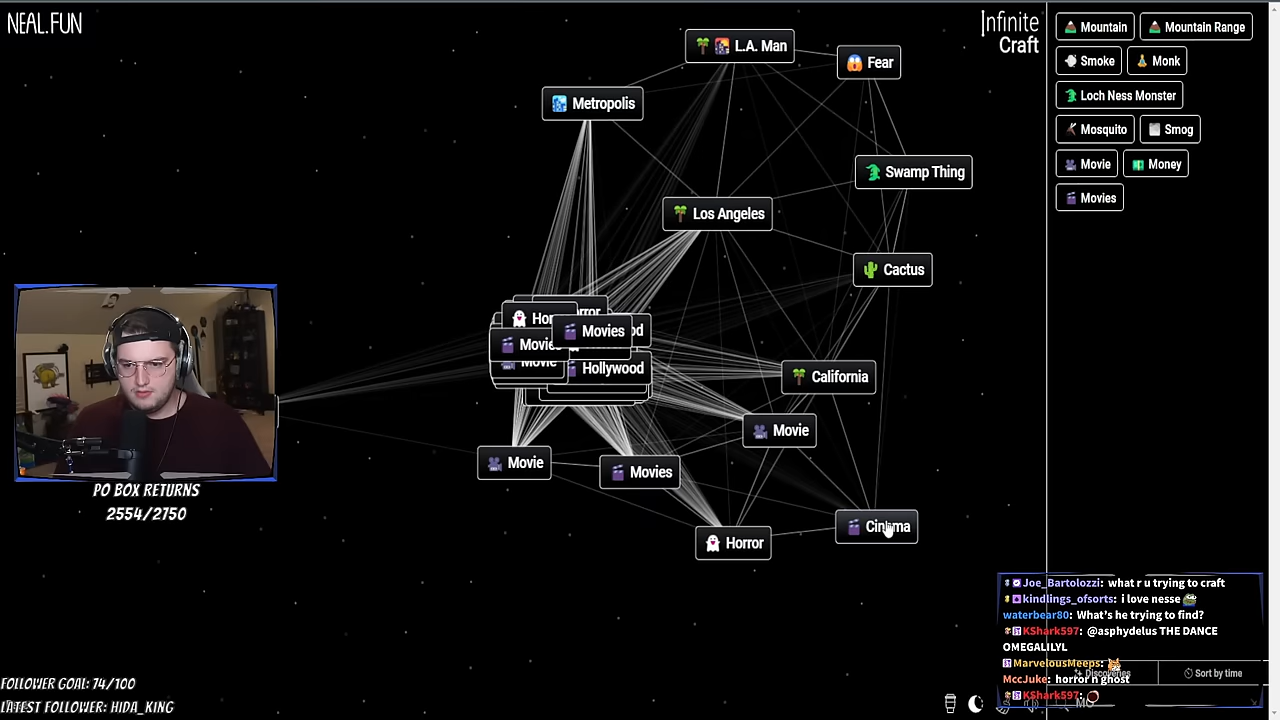 NEAL.FUN
Infinite
Craft
L.A. Man
Fear
Metropolis
Swamp Thing
Los Angeles
Cactus
Movies
Hollywood
California
Movie
Movie
Movies
Cinema
Horror
Mountain
Mountain Range
Smoke
Monk
Loch Ness Monster
Mosquito
Smog
Movie
Money
Movies
PO BOX RETURNS
2554/2750
FOLLOWER GOAL: 74/100
LATEST FOLLOWER: HIDA_KING
Joe_Bartolozzi: what r u trying to craft
kindlings_ofsorts: i love nesse
waterbear80: What's he trying to find?
KShark597: @asphydelus THE DANCE
OMEGALILYL
MarvelousMeeps:
MccJuke: horror n ghost
KShark597:
Discoveries
Sort by time
MO